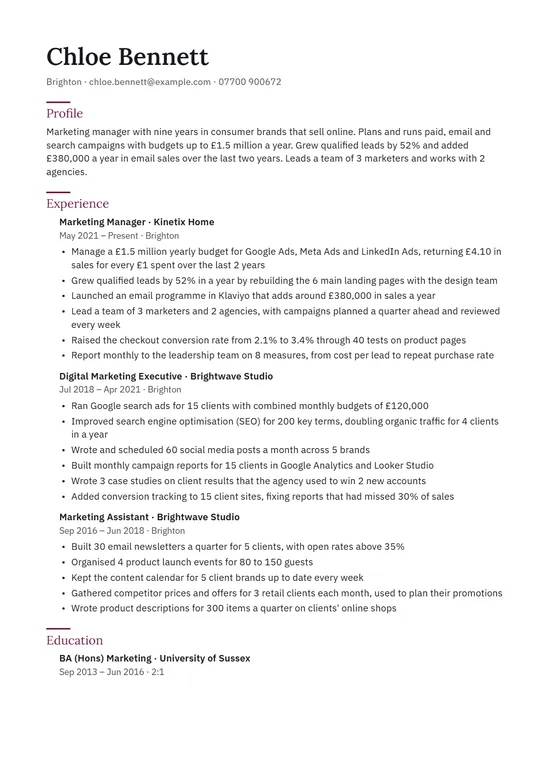 Chloe Bennett
Brighton · chloe.bennett@example.com · 07700 900672
Profile
Marketing manager with nine years in consumer brands that sell online. Plans and runs paid, email and
search campaigns with budgets up to £1.5 million a year. Grew qualified leads by 52% and added
£380,000 a year in email sales over the last two years. Leads a team of 3 marketers and works with 2
agencies.
Experience
Marketing Manager · Kinetix Home
May 2021 – Present · Brighton
• Manage a £1.5 million yearly budget for Google Ads, Meta Ads and LinkedIn Ads, returning £4.10 in
sales for every £1 spent over the last 2 years
• Grew qualified leads by 52% in a year by rebuilding the 6 main landing pages with the design team
• Launched an email programme in Klaviyo that adds around £380,000 in sales a year
• Lead a team of 3 marketers and 2 agencies, with campaigns planned a quarter ahead and reviewed
every week
• Raised the checkout conversion rate from 2.1% to 3.4% through 40 tests on product pages
• Report monthly to the leadership team on 8 measures, from cost per lead to repeat purchase rate
Digital Marketing Executive · Brightwave Studio
Jul 2018 – Apr 2021 · Brighton
• Ran Google search ads for 15 clients with combined monthly budgets of £120,000
• Improved search engine optimisation (SEO) for 200 key terms, doubling organic traffic for 4 clients
in a year
• Wrote and scheduled 60 social media posts a month across 5 brands
• Built monthly campaign reports for 15 clients in Google Analytics and Looker Studio
• Wrote 3 case studies on client results that the agency used to win 2 new accounts
• Added conversion tracking to 15 client sites, fixing reports that had missed 30% of sales
Marketing Assistant · Brightwave Studio
Sep 2016 – Jun 2018 · Brighton
• Built 30 email newsletters a quarter for 5 clients, with open rates above 35%
• Organised 4 product launch events for 80 to 150 guests
• Kept the content calendar for 5 client brands up to date every week
• Gathered competitor prices and offers for 3 retail clients each month, used to plan their promotions
• Wrote product descriptions for 300 items a quarter on clients' online shops
Education
BA (Hons) Marketing · University of Sussex
Sep 2013 – Jun 2016 · 2:1